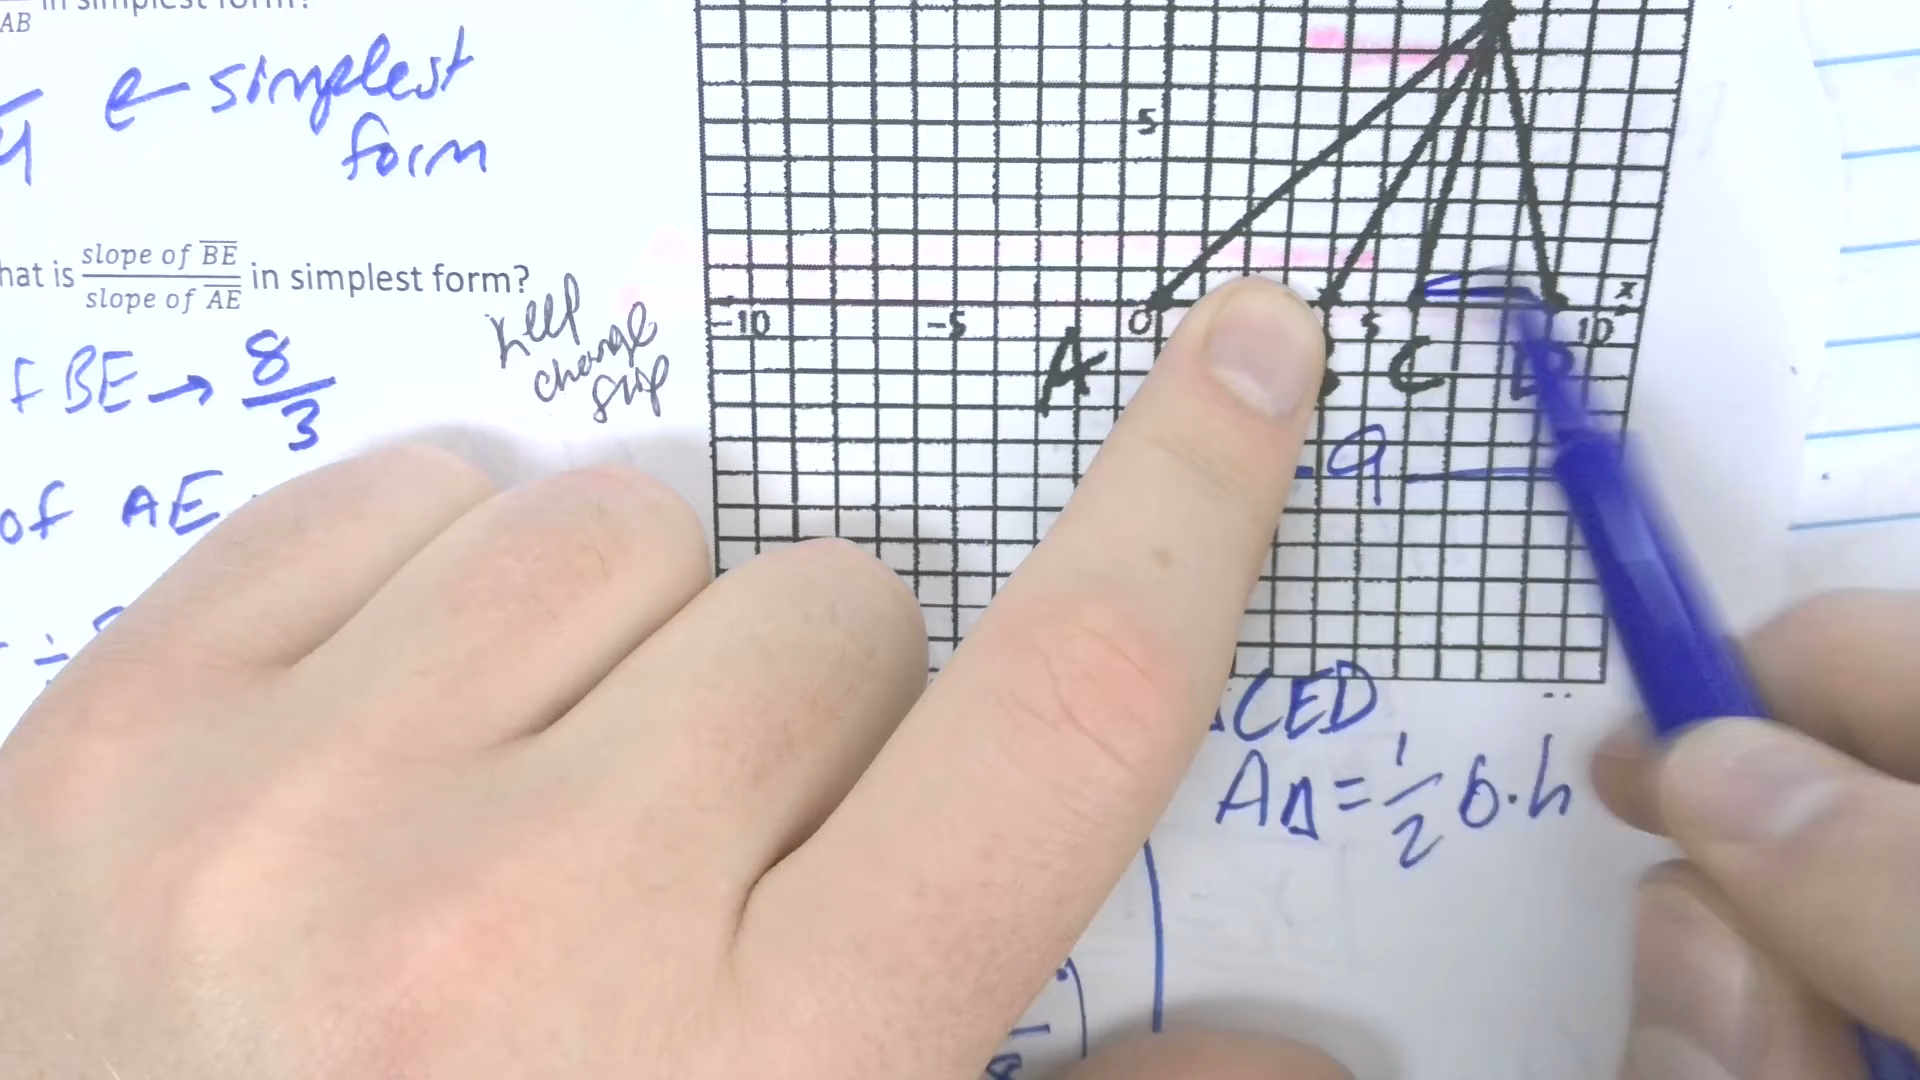 AB in simplest form?
4 ← simplest
form
hat is slope of BE / slope of AE in simplest form?
keep
change
flip
f BE → 8/3
of AE
÷
5
-10 -5 0 5 10 x
A B C D
9
CED
A△ = 1/2 b·h